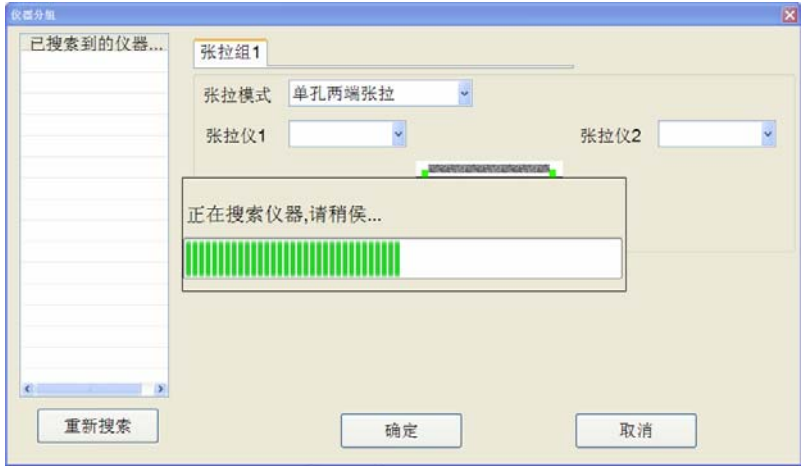 仪器分组
已搜索到的仪器...
张拉组1
张拉模式 单孔两端张拉
张拉仪1 张拉仪2
正在搜索仪器,请稍侯...
重新搜索 确定 取消